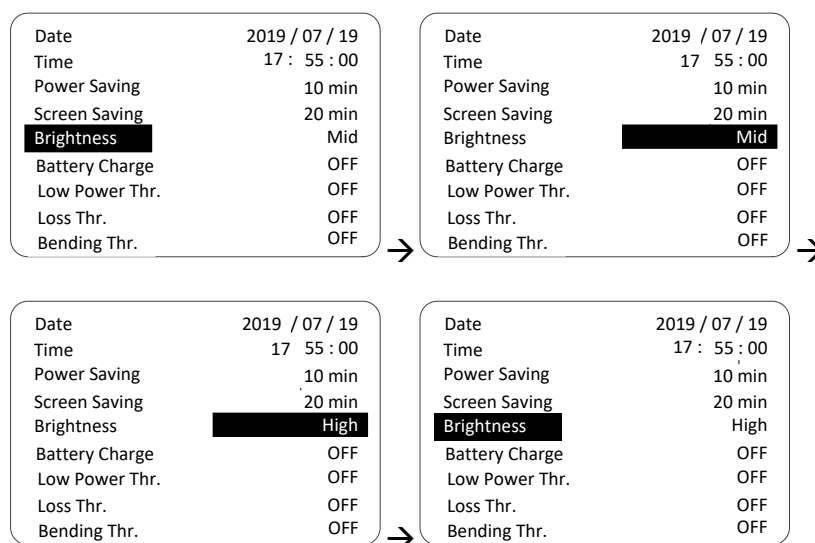 Date 2019 / 07 / 19
Time 17 : 55 : 00
Power Saving 10 min
Screen Saving 20 min
Brightness Mid
Battery Charge OFF
Low Power Thr. OFF
Loss Thr. OFF
Bending Thr. OFF
→
Date 2019 / 07 / 19
Time 17 55 : 00
Power Saving 10 min
Screen Saving 20 min
Brightness Mid
Battery Charge OFF
Low Power Thr. OFF
Loss Thr. OFF
Bending Thr. OFF
→
Date 2019 / 07 / 19
Time 17 55 : 00
Power Saving 10 min
Screen Saving 20 min
Brightness High
Battery Charge OFF
Low Power Thr. OFF
Loss Thr. OFF
Bending Thr. OFF
→
Date 2019 / 07 / 19
Time 17 : 55 : 00
Power Saving 10 min
Screen Saving 20 min
Brightness High
Battery Charge OFF
Low Power Thr. OFF
Loss Thr. OFF
Bending Thr. OFF